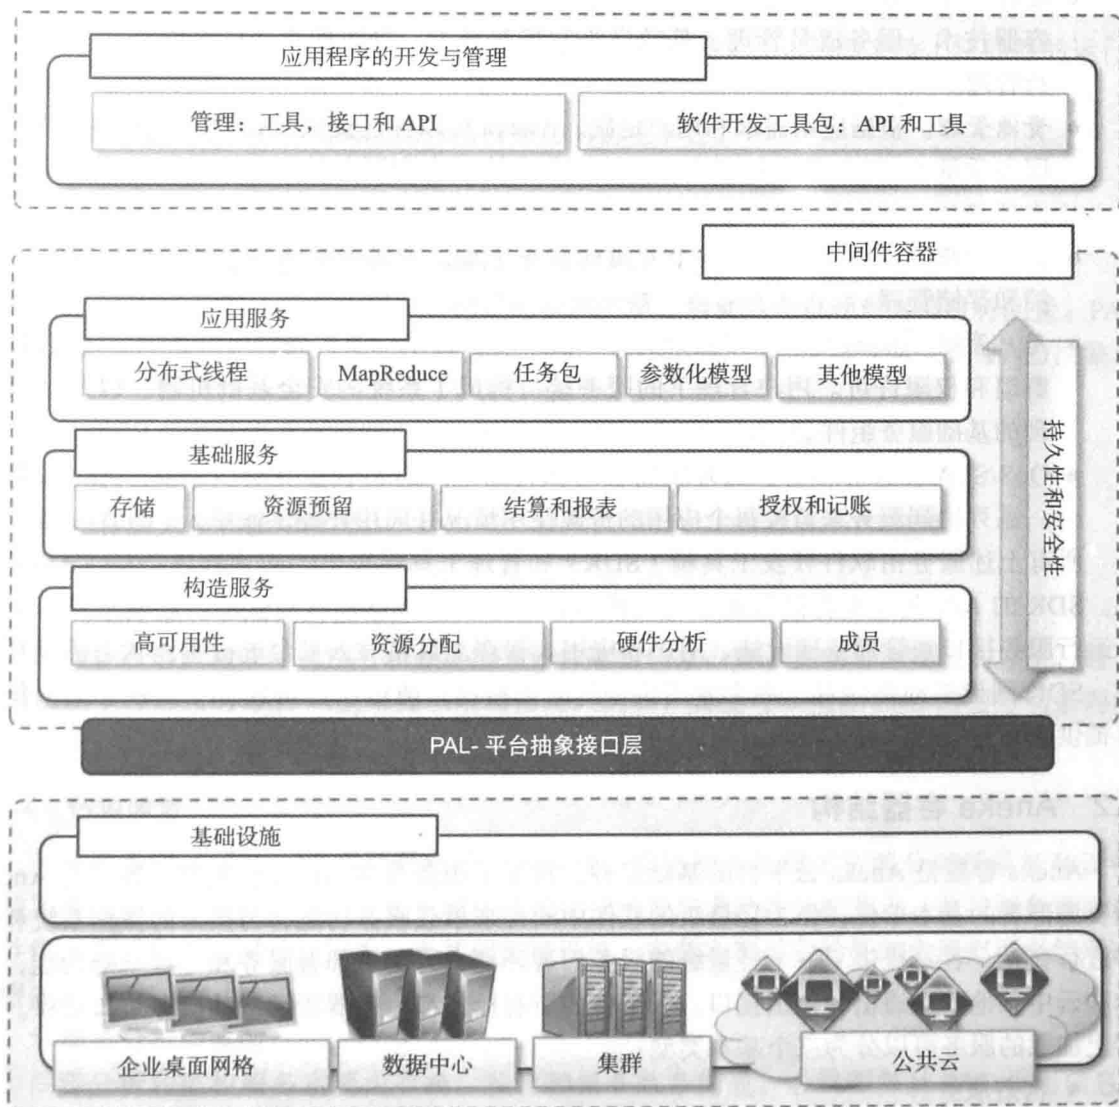 应用程序的开发与管理
管理：工具，接口和 API
软件开发工具包：API 和工具
中间件容器
应用服务
分布式线程
MapReduce
任务包
参数化模型
其他模型
基础服务
存储
资源预留
结算和报表
授权和记账
构造服务
高可用性
资源分配
硬件分析
成员
持久性和安全性
PAL- 平台抽象接口层
基础设施
企业桌面网格
数据中心
集群
公共云